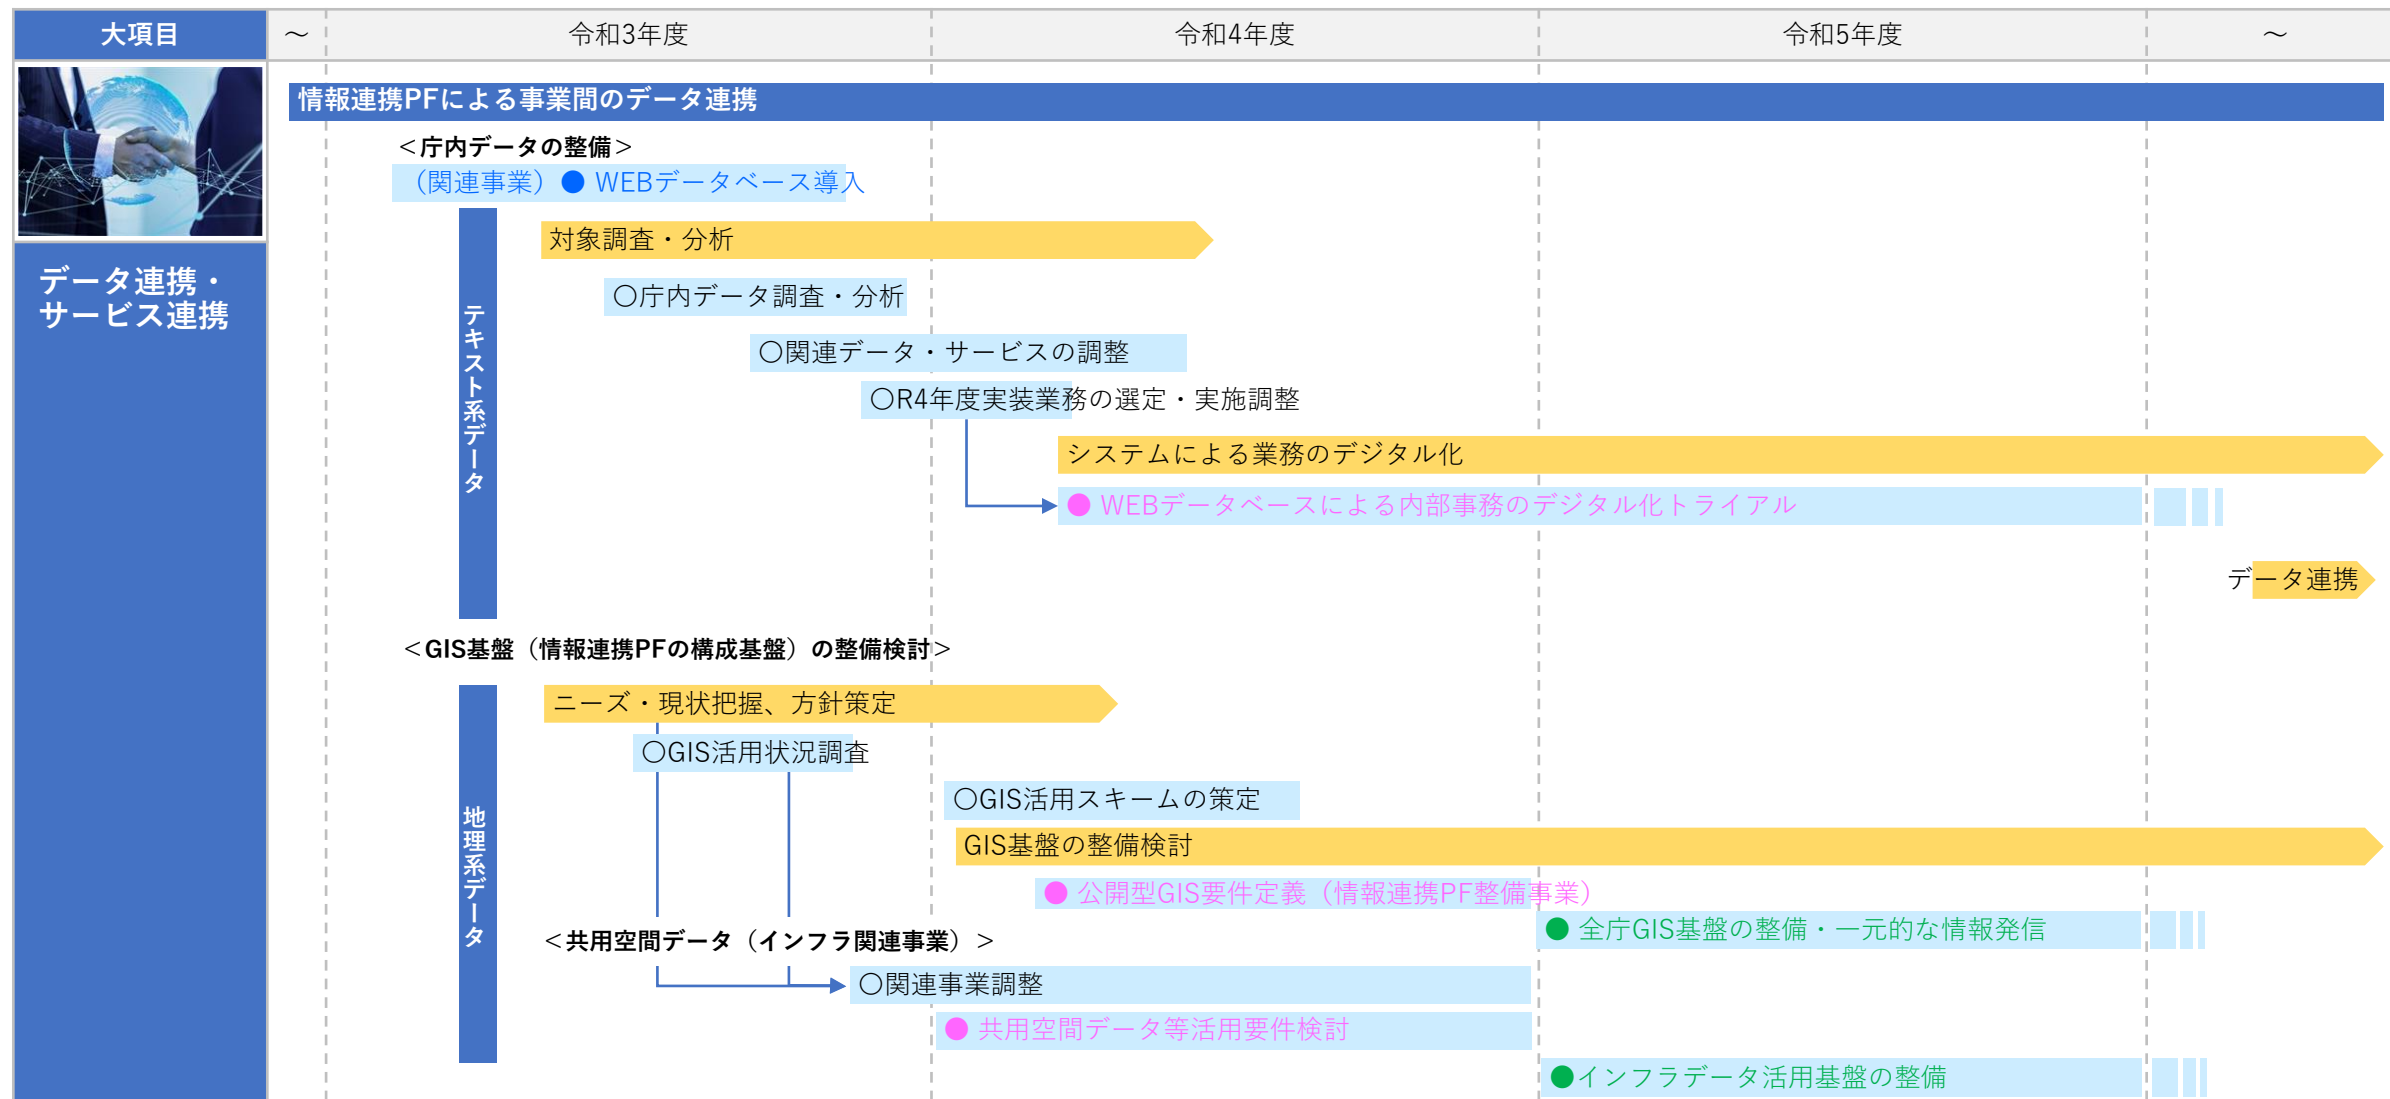 大項目
～
令和3年度
令和4年度
令和5年度
～
データ連携・
サービス連携
情報連携PFによる事業間のデータ連携
＜庁内データの整備＞
（関連事業）● WEBデータベース導入
テキスト系データ
対象調査・分析
〇庁内データ調査・分析
〇関連データ・サービスの調整
〇R4年度実装業務の選定・実施調整
システムによる業務のデジタル化
● WEBデータベースによる内部事務のデジタル化トライアル
データ連携
＜GIS基盤（情報連携PFの構成基盤）の整備検討＞
地理系データ
ニーズ・現状把握、方針策定
〇GIS活用状況調査
〇GIS活用スキームの策定
GIS基盤の整備検討
● 公開型GIS要件定義（情報連携PF整備事業）
● 全庁GIS基盤の整備・一元的な情報発信
＜共用空間データ（インフラ関連事業）＞
〇関連事業調整
● 共用空間データ等活用要件検討
●インフラデータ活用基盤の整備